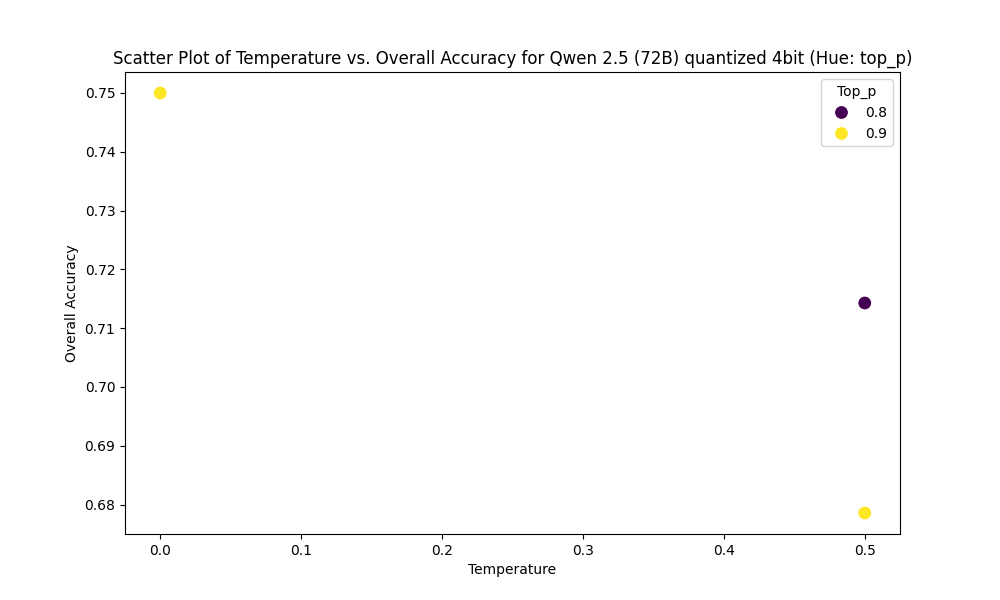 Scatter Plot of Temperature vs. Overall Accuracy for Qwen 2.5 (72B) quantized 4bit (Hue: top_p)
Top_p
0.8
0.9
Overall Accuracy
0.75
0.74
0.73
0.72
0.71
0.70
0.69
0.68
0.0 0.1 0.2 0.3 0.4 0.5
Temperature